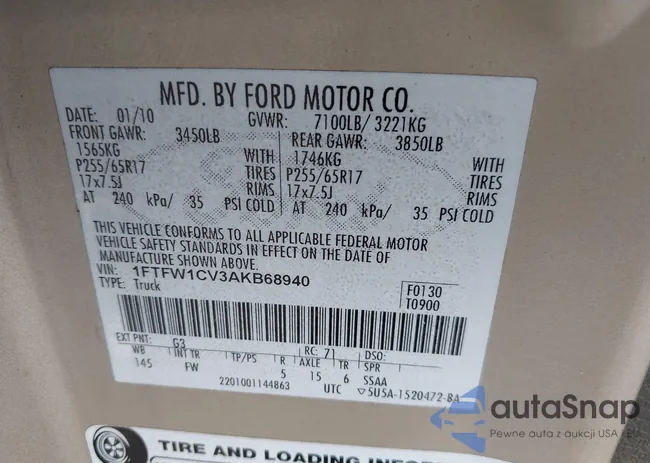 MFD. BY FORD MOTOR CO.
DATE: 01/10 GVWR: 7100LB/ 3221KG
FRONT GAWR: 3450LB REAR GAWR: 3850LB
1565KG WITH 1746KG WITH
P255/65R17 TIRES P255/65R17 TIRES
17x7.5J RIMS 17x7.5J RIMS
AT 240 kPa/ 35 PSI COLD AT 240 kPa/ 35 PSI COLD
THIS VEHICLE CONFORMS TO ALL APPLICABLE FEDERAL MOTOR
VEHICLE SAFETY STANDARDS IN EFFECT ON THE DATE OF
MANUFACTURE SHOWN ABOVE.
VIN: 1FTFW1CV3AKB68940
TYPE: Truck
F0130
T0900
EXT PNT: G3 RC: 71 DSO:
WB INT TR TP/PS R AXLE TR SPR
145 FW 5 15 6 SSAA
2201001144863 UTC 5U5A-1520472-BA
TIRE AND LOADING
autaSnap
Pewne auta z aukcji USA i EU